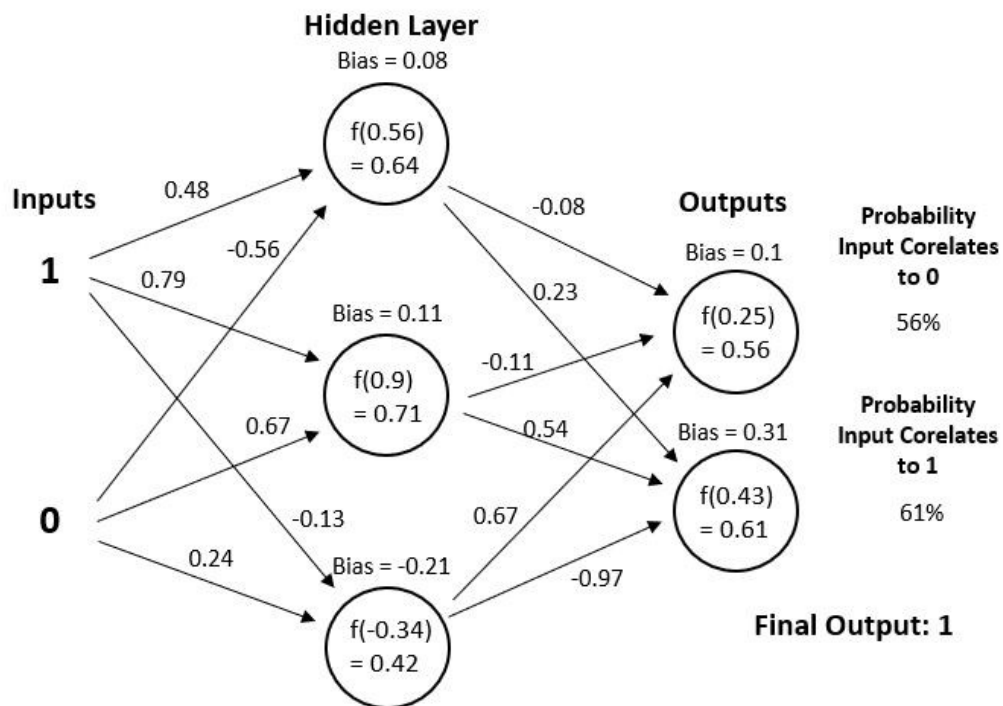 Hidden Layer
Bias = 0.08
f(0.56)
= 0.64
Inputs
0.48
-0.08
Outputs
Probability
Input Corelates
to 0
-0.56
Bias = 0.1
1
0.79
0.23
Bias = 0.11
f(0.25)
= 0.56
56%
f(0.9)
= 0.71
-0.11
Probability
Input Corelates
to 1
0.67
0.54
Bias = 0.31
0
-0.13
0.67
f(0.43)
= 0.61
61%
0.24
Bias = -0.21
-0.97
f(-0.34)
= 0.42
Final Output: 1